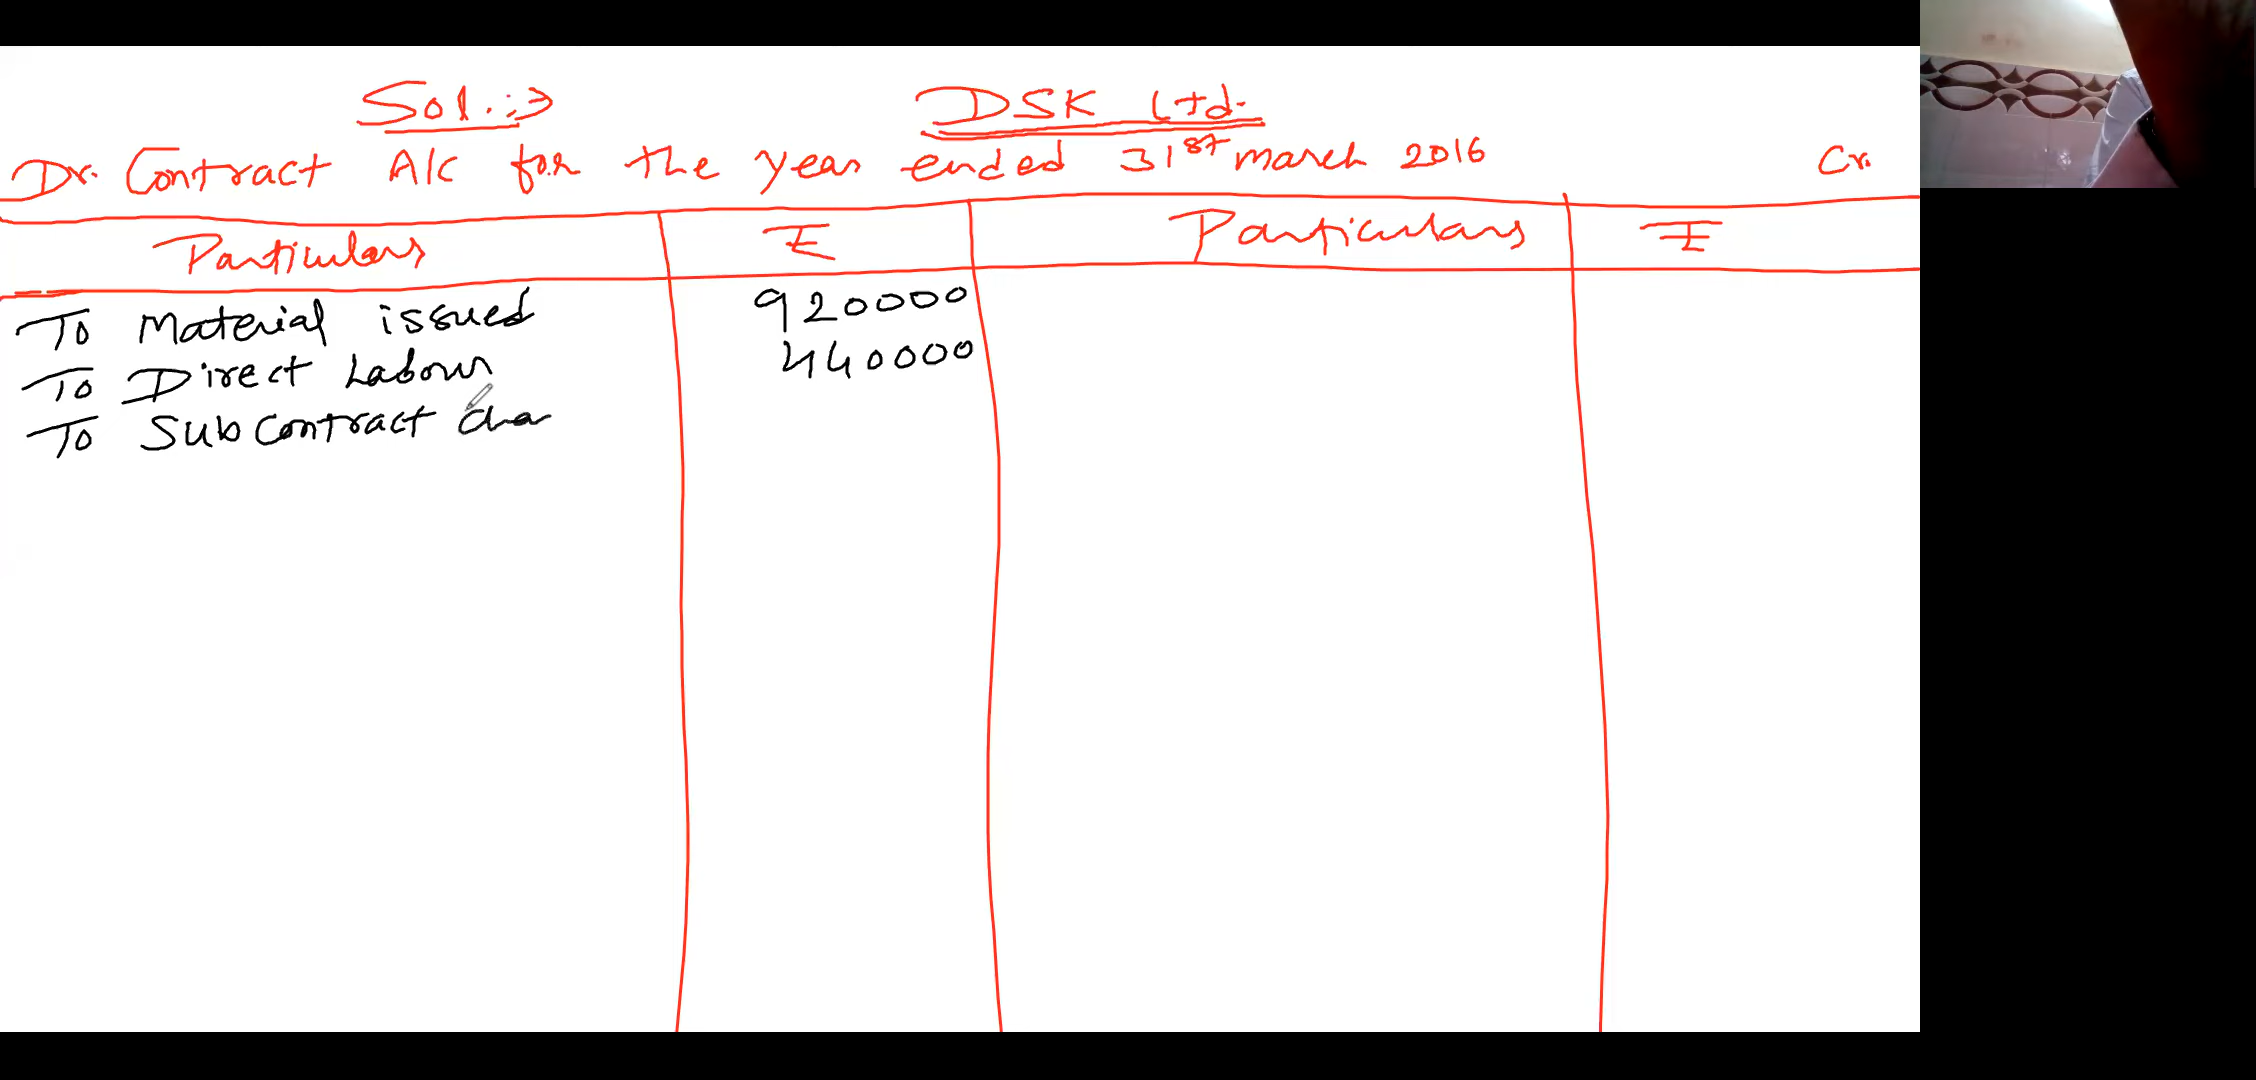 Sol. :→ DSK Ltd.
Dr. Contract A/C for the year ended 31st march 2016 Cr.
Particulars ₹ Particulars ₹
To Material issued 920000
To Direct Labour 440000
To Sub Contract Cha